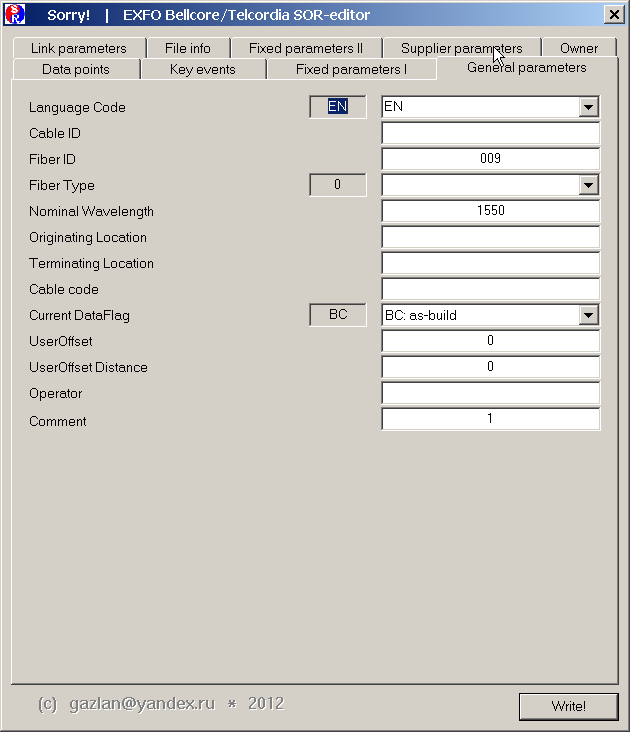 Sorry! | EXFO Bellcore/Telcordia SOR-editor
Link parameters File info Fixed parameters II Supplier parameters Owner
Data points Key events Fixed parameters I General parameters
Language Code EN EN
Cable ID
Fiber ID 009
Fiber Type 0
Nominal Wavelength 1550
Originating Location
Terminating Location
Cable code
Current DataFlag BC BC: as-build
UserOffset 0
UserOffset Distance 0
Operator
Comment 1
(c) gazlan@yandex.ru * 2012 Write!